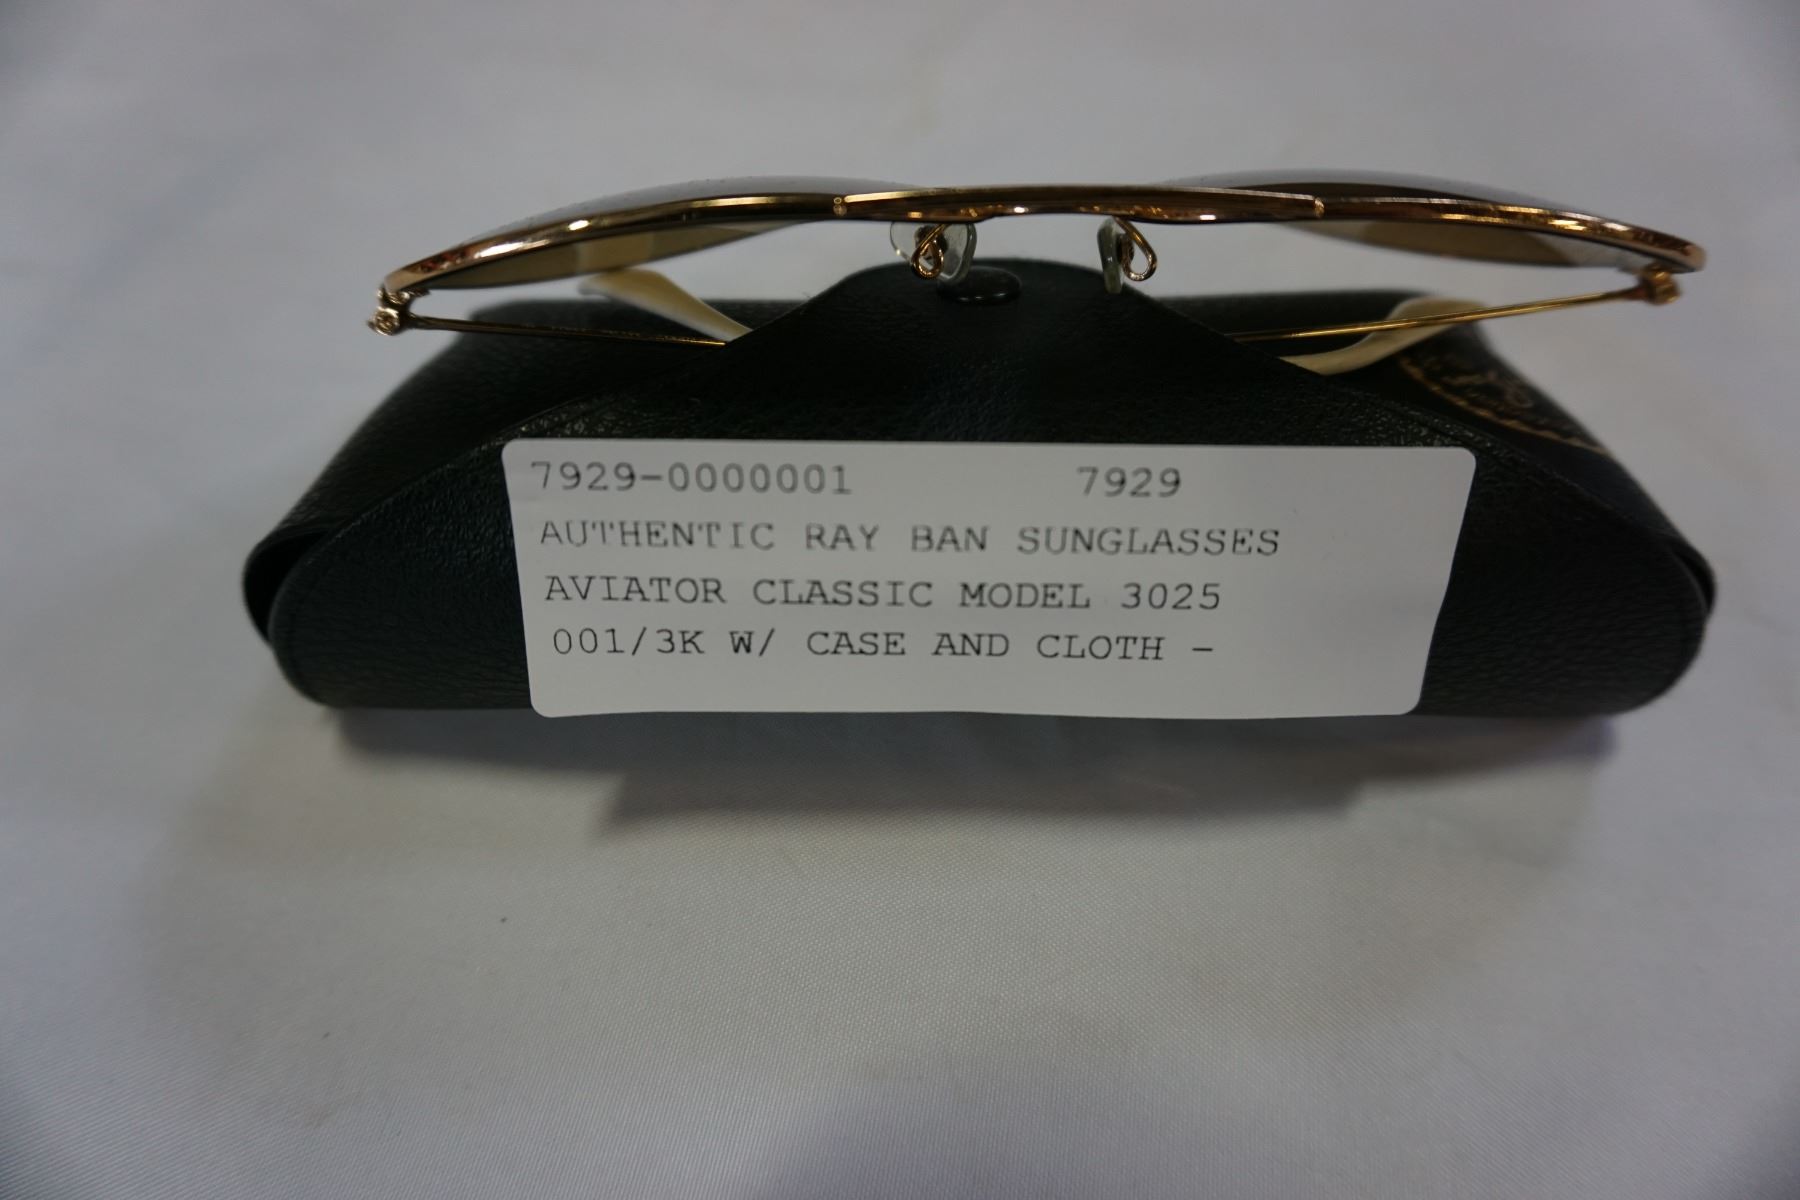 7929-0000001 7929
AUTHENTIC RAY BAN SUNGLASSES
AVIATOR CLASSIC MODEL 3025
001/3K W/ CASE AND CLOTH -